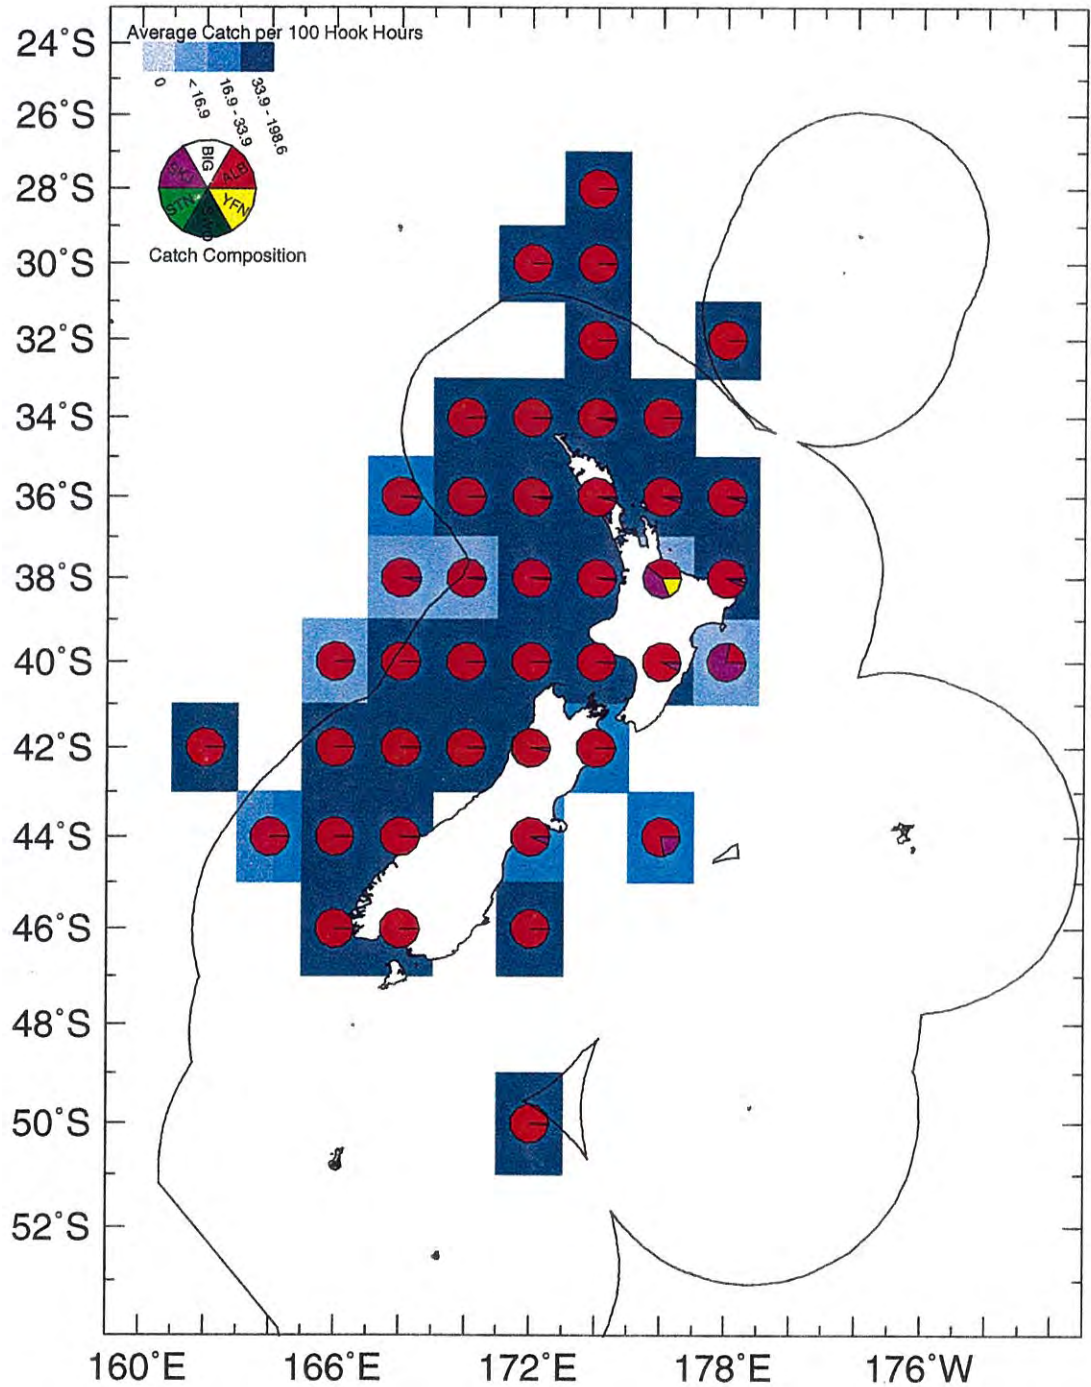 24°S
Average Catch per 100 Hook Hours
0
< 16.9
16.9 - 33.9
33.9 - 198.6
26°S
BIG
ALB
YFN
STN
SKJ
28°S
Catch Composition
30°S
32°S
34°S
36°S
38°S
40°S
42°S
44°S
46°S
48°S
50°S
52°S
160°E 166°E 172°E 178°E 176°W